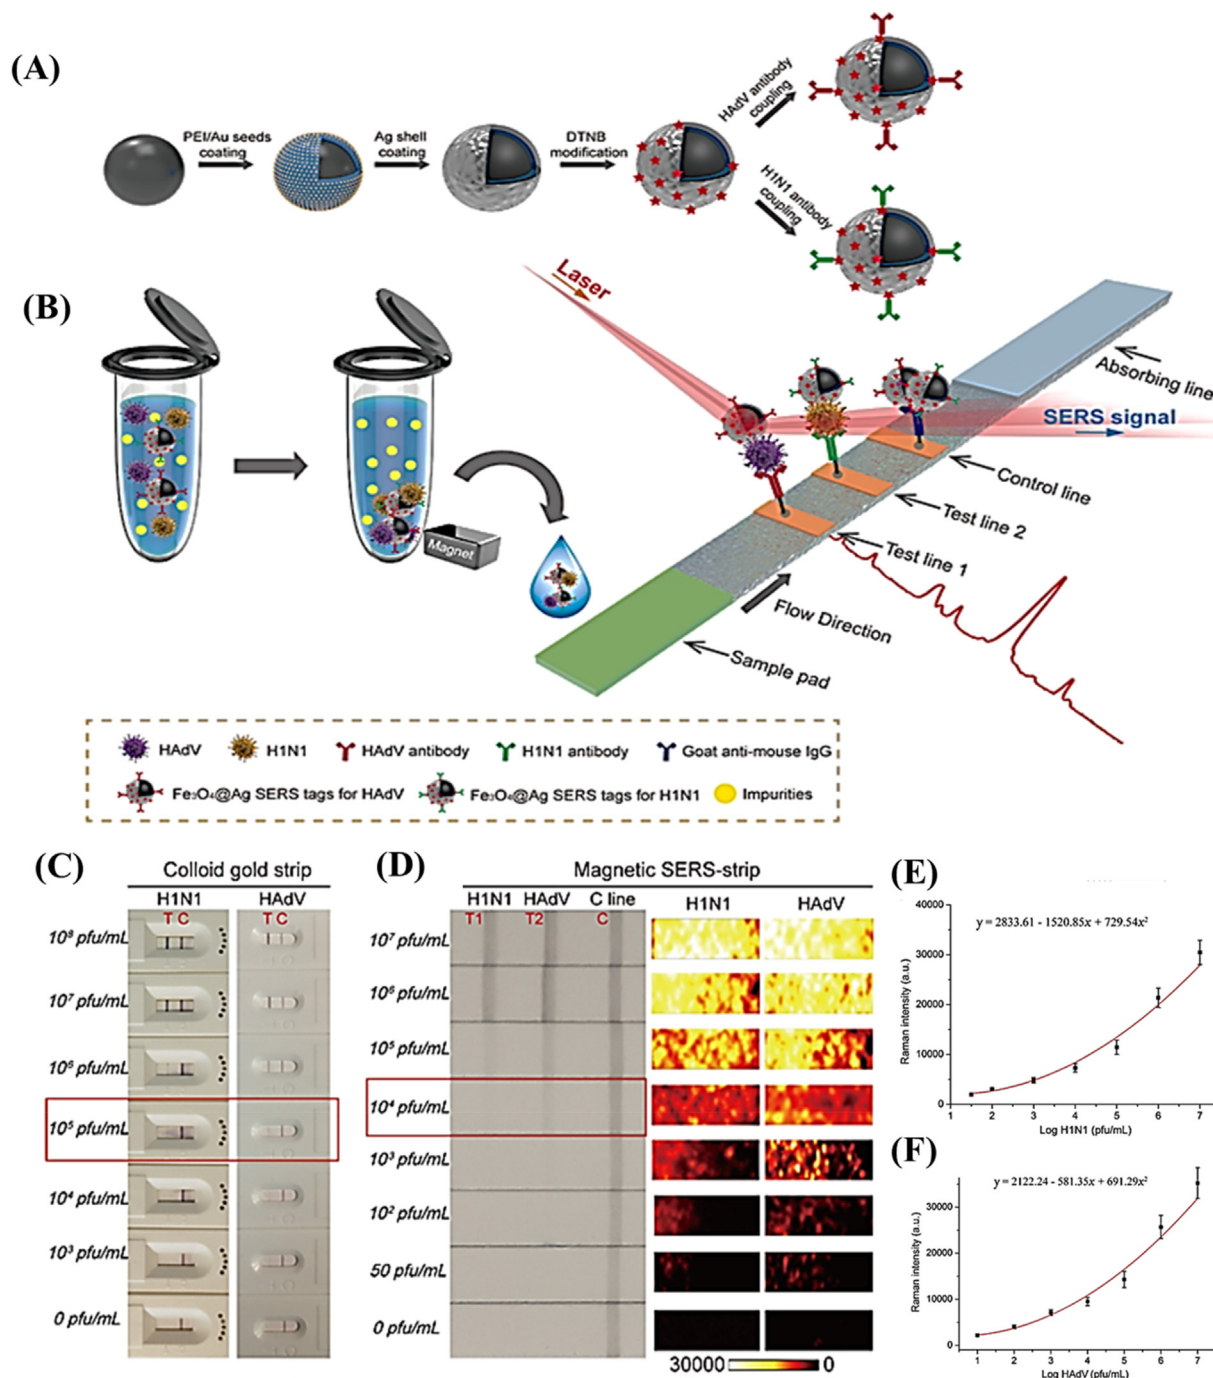 (A)
PEI/Au seeds
coating
Ag shell
coating
DTNB
modification
HAdV antibody
coupling
H1N1 antibody
coupling
(B)
Magnet
Laser
SERS signal
Absorbing line
Control line
Test line 2
Test line 1
Flow Direction
Sample pad
HAdV
H1N1
HAdV antibody
H1N1 antibody
Goat anti-mouse IgG
Fe₃O₄@Ag SERS tags for HAdV
Fe₃O₄@Ag SERS tags for H1N1
Impurities
(C)
Colloid gold strip
H1N1 HAdV
T C T C
10⁸ pfu/mL
10⁷ pfu/mL
10⁶ pfu/mL
10⁵ pfu/mL
10⁴ pfu/mL
10³ pfu/mL
0 pfu/mL
(D)
Magnetic SERS-strip
H1N1 HAdV C line H1N1 HAdV
T1 T2 C
10⁷ pfu/mL
10⁶ pfu/mL
10⁵ pfu/mL
10⁴ pfu/mL
10³ pfu/mL
10² pfu/mL
50 pfu/mL
0 pfu/mL
30000 0
(E)
y = 2833.61 - 1520.85x + 729.54x²
Raman intensity (a.u.)
40000
30000
20000
10000
0
1 2 3 4 5 6 7
Log H1N1 (pfu/mL)
(F)
y = 2122.24 - 581.35x + 691.29x²
Raman intensity (a.u.)
30000
20000
10000
0
1 2 3 4 5 6 7
Log HAdV (pfu/mL)